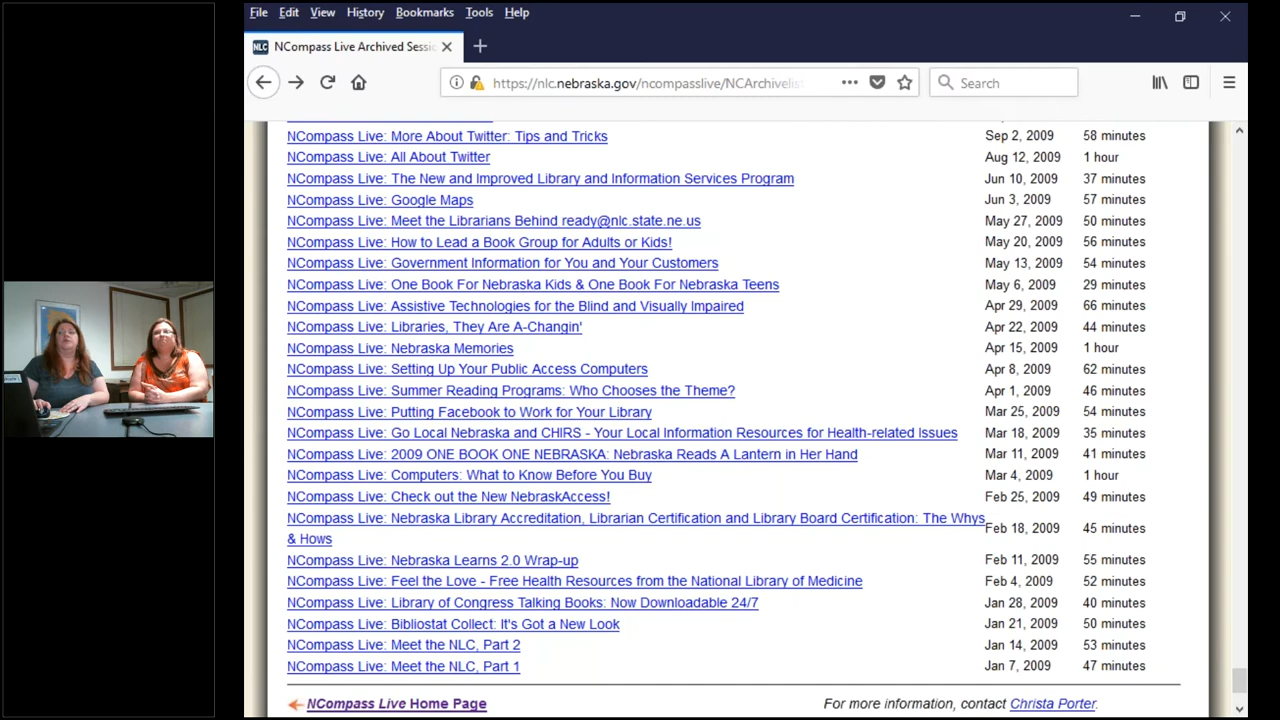 File Edit View History Bookmarks Tools Help
NLC NCompass Live Archived Sessi
https://nlc.nebraska.gov/ncompasslive/NCArchivelis
Search
NCompass Live: More About Twitter: Tips and Tricks Sep 2, 2009 58 minutes
NCompass Live: All About Twitter Aug 12, 2009 1 hour
NCompass Live: The New and Improved Library and Information Services Program Jun 10, 2009 37 minutes
NCompass Live: Google Maps Jun 3, 2009 57 minutes
NCompass Live: Meet the Librarians Behind ready@nlc.state.ne.us May 27, 2009 50 minutes
NCompass Live: How to Lead a Book Group for Adults or Kids! May 20, 2009 56 minutes
NCompass Live: Government Information for You and Your Customers May 13, 2009 54 minutes
NCompass Live: One Book For Nebraska Kids & One Book For Nebraska Teens May 6, 2009 29 minutes
NCompass Live: Assistive Technologies for the Blind and Visually Impaired Apr 29, 2009 66 minutes
NCompass Live: Libraries, They Are A-Changin' Apr 22, 2009 44 minutes
NCompass Live: Nebraska Memories Apr 15, 2009 1 hour
NCompass Live: Setting Up Your Public Access Computers Apr 8, 2009 62 minutes
NCompass Live: Summer Reading Programs: Who Chooses the Theme? Apr 1, 2009 46 minutes
NCompass Live: Putting Facebook to Work for Your Library Mar 25, 2009 54 minutes
NCompass Live: Go Local Nebraska and CHIRS - Your Local Information Resources for Health-related Issues Mar 18, 2009 35 minutes
NCompass Live: 2009 ONE BOOK ONE NEBRASKA: Nebraska Reads A Lantern in Her Hand Mar 11, 2009 41 minutes
NCompass Live: Computers: What to Know Before You Buy Mar 4, 2009 1 hour
NCompass Live: Check out the New NebraskAccess! Feb 25, 2009 49 minutes
NCompass Live: Nebraska Library Accreditation, Librarian Certification and Library Board Certification: The Whys
& Hows Feb 18, 2009 45 minutes
NCompass Live: Nebraska Learns 2.0 Wrap-up Feb 11, 2009 55 minutes
NCompass Live: Feel the Love - Free Health Resources from the National Library of Medicine Feb 4, 2009 52 minutes
NCompass Live: Library of Congress Talking Books: Now Downloadable 24/7 Jan 28, 2009 40 minutes
NCompass Live: Bibliostat Collect: It's Got a New Look Jan 21, 2009 50 minutes
NCompass Live: Meet the NLC, Part 2 Jan 14, 2009 53 minutes
NCompass Live: Meet the NLC, Part 1 Jan 7, 2009 47 minutes
NCompass Live Home Page For more information, contact Christa Porter.